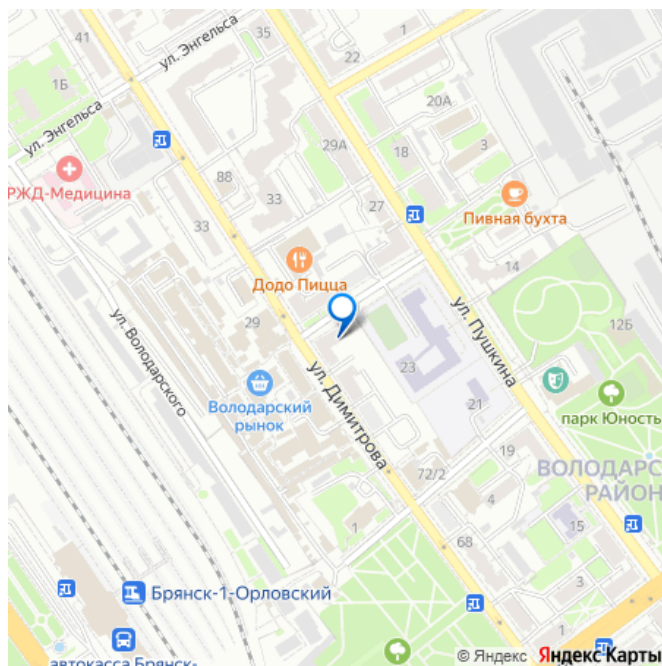 41
35
ул. Энгельса
1
22
1Б
20А
ул. Энгельса
29А
18
3
РЖД-Медицина
88
33
27
Пивная бухта
33
Додо Пицца
14
ул. Володарского
29
ул. Пушкина
12Б
ул. Димитрова
23
Володарский
рынок
21
парк Юность
19
72/2
ВОЛОДАРС
РАЙОН
4
1
15
68
Брянск-1-Орловский
1
автокасса Брянск-
© Яндекс Яндекс Карты